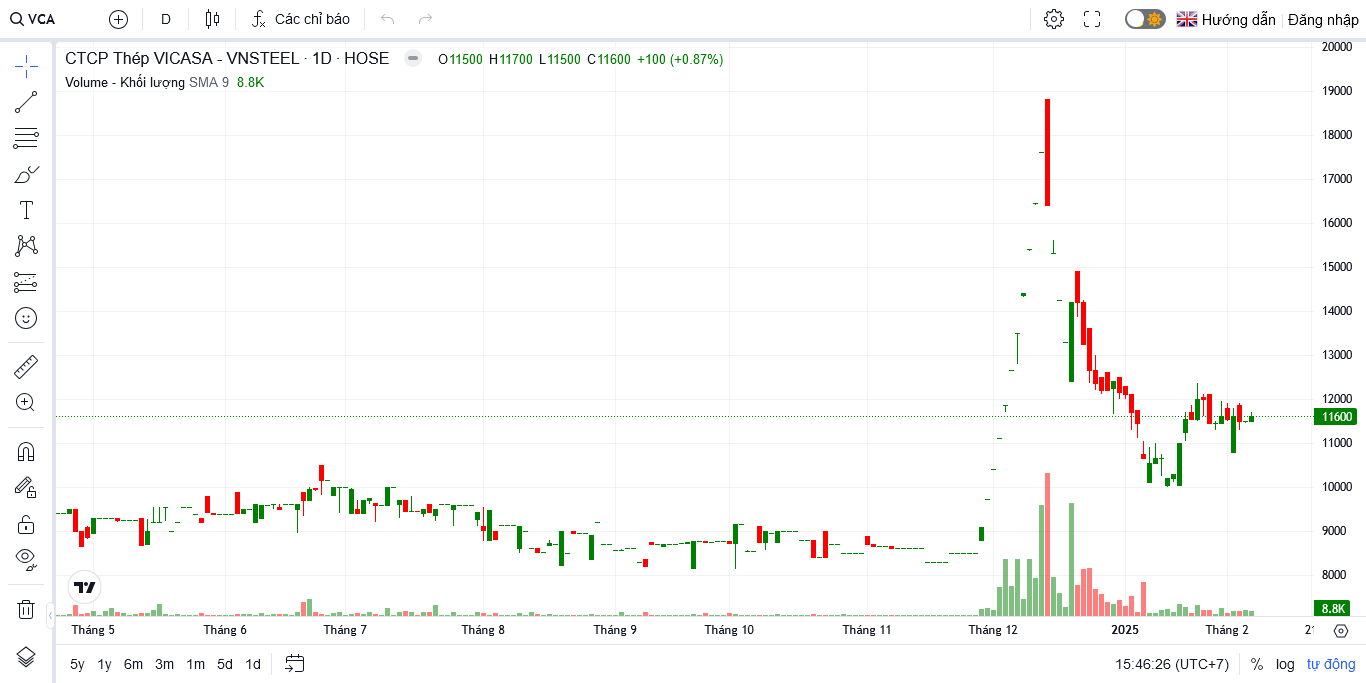 VCA D Các chỉ báo Hướng dẫn Đăng nhập
CTCP Thép VICASA - VNSTEEL · 1D · HOSE O11500 H11700 L11500 C11600 +100 (+0.87%)
Volume - Khối lượng SMA 9 8.8K
20000
19000
18000
17000
16000
15000
14000
13000
12000
11600
11000
10000
9000
8000
8.8K
Tháng 5 Tháng 6 Tháng 7 Tháng 8 Tháng 9 Tháng 10 Tháng 11 Tháng 12 2025 Tháng 2 21
5y 1y 6m 3m 1m 5d 1d 15:46:26 (UTC+7) % log tự động